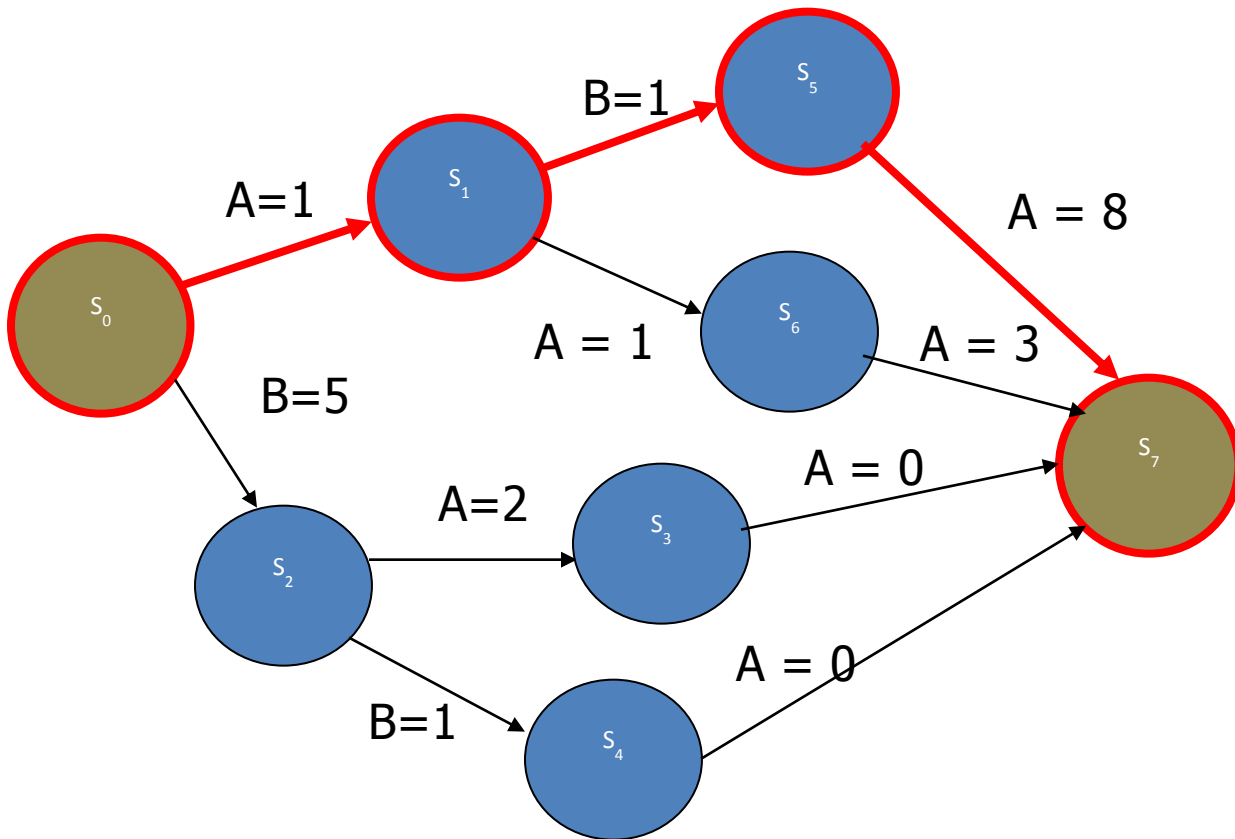 S5
B=1
S1
A=1
A = 8
S0
S6
A = 1
A = 3
B=5
S7
A = 0
A=2
S3
S2
A = 0
B=1
S4